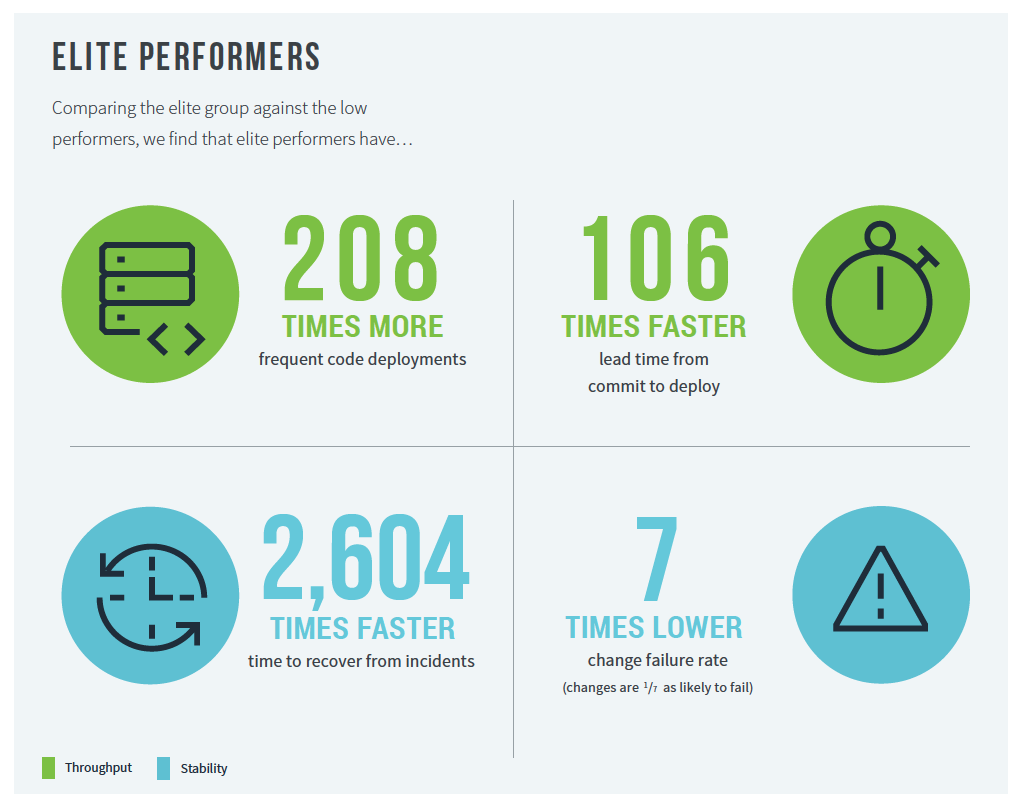 ELITE PERFORMERS
Comparing the elite group against the low
performers, we find that elite performers have…
208
TIMES MORE
frequent code deployments
106
TIMES FASTER
lead time from
commit to deploy
2,604
TIMES FASTER
time to recover from incidents
7
TIMES LOWER
change failure rate
(changes are 1/7 as likely to fail)
Throughput
Stability